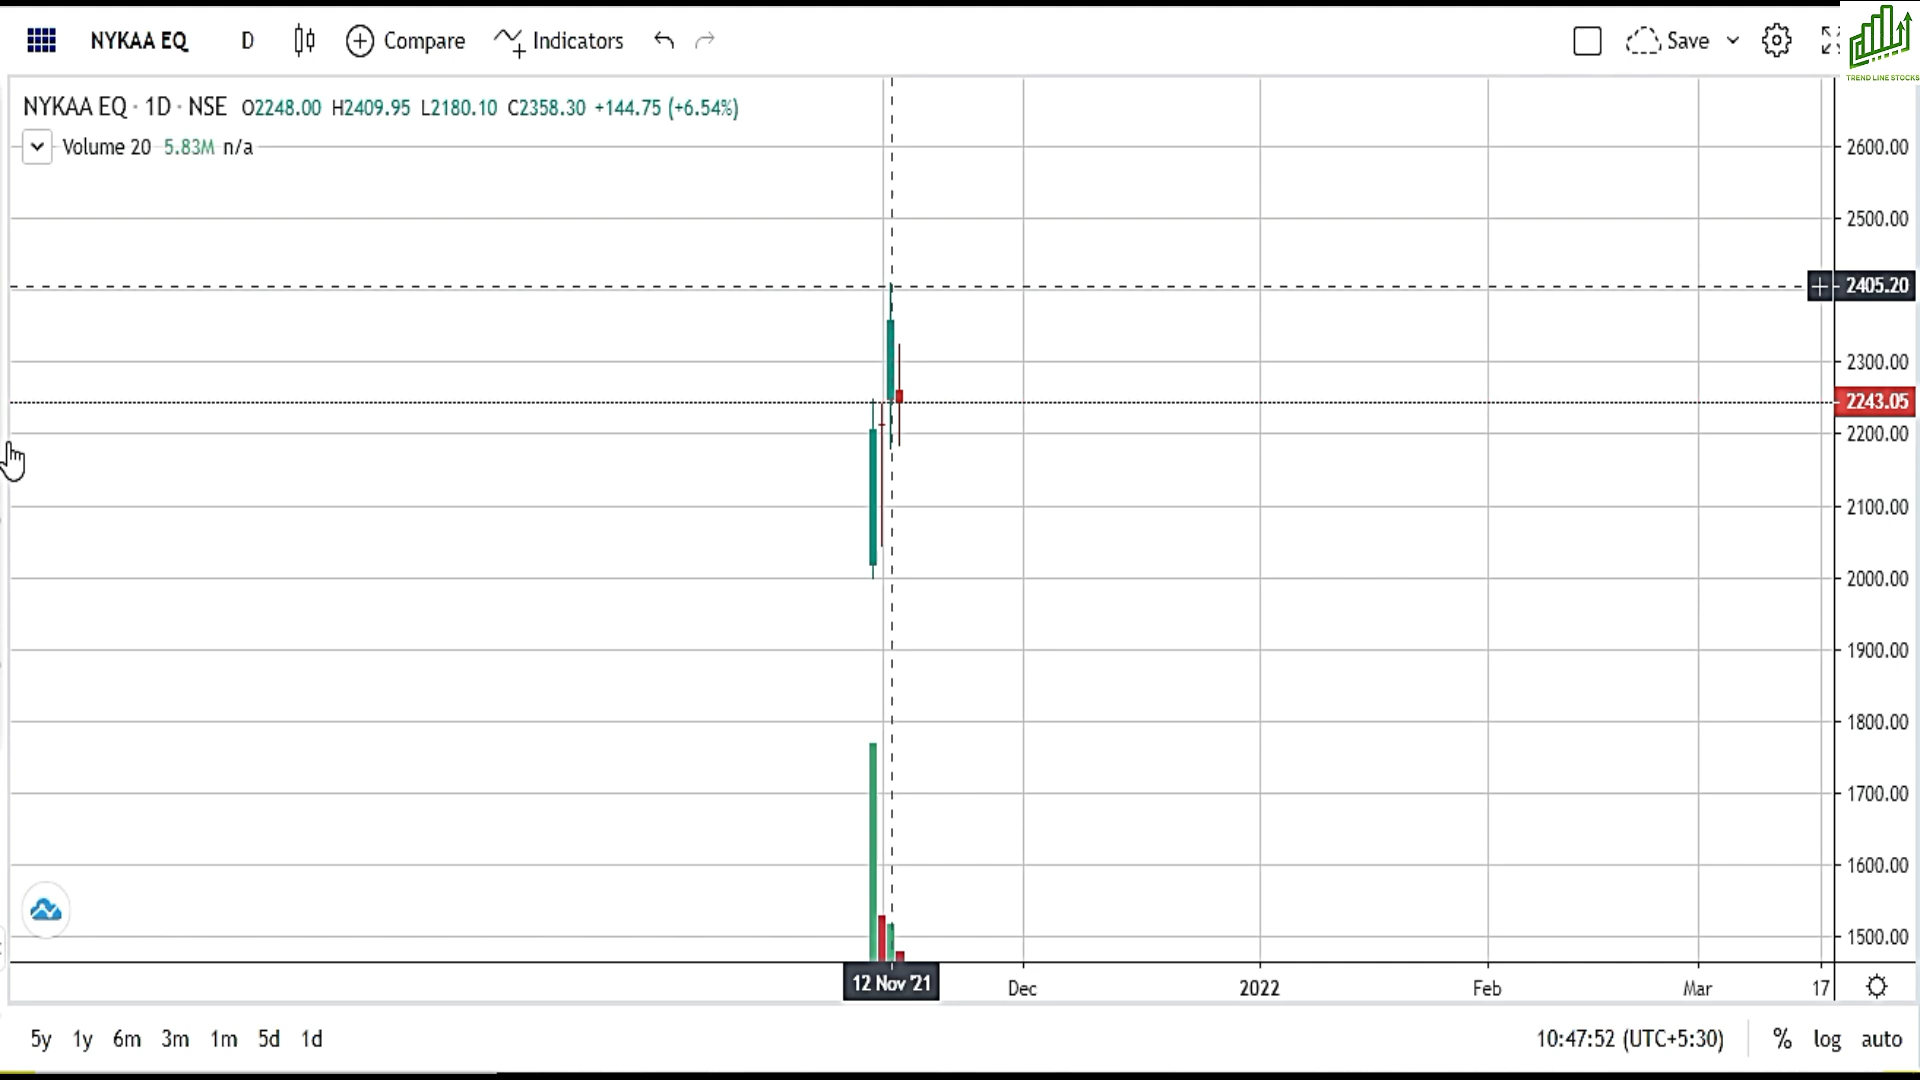 NYKAA EQ D Compare Indicators Save
TREND LINE STOCKS
NYKAA EQ · 1D · NSE O2248.00 H2409.95 L2180.10 C2358.30 +144.75 (+6.54%)
Volume 20 5.83M n/a
2600.00
2500.00
2405.20
2300.00
2243.05
2200.00
2100.00
2000.00
1900.00
1800.00
1700.00
1600.00
1500.00
12 Nov '21 Dec 2022 Feb Mar 17
5y 1y 6m 3m 1m 5d 1d 10:47:52 (UTC+5:30) % log auto